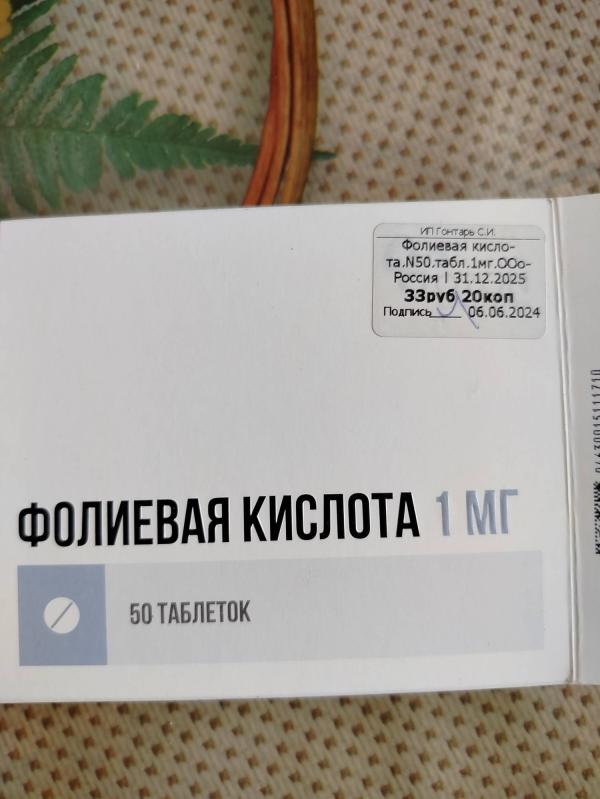 ИП Гонтарь С.И.
Фолиевая кисло-
та.N50.табл.1мг.ООо-
Россия | 31.12.2025
33руб 20коп
Подпись____ 06.06.2024
ФОЛИЕВАЯ КИСЛОТА 1 МГ
50 ТАБЛЕТОК